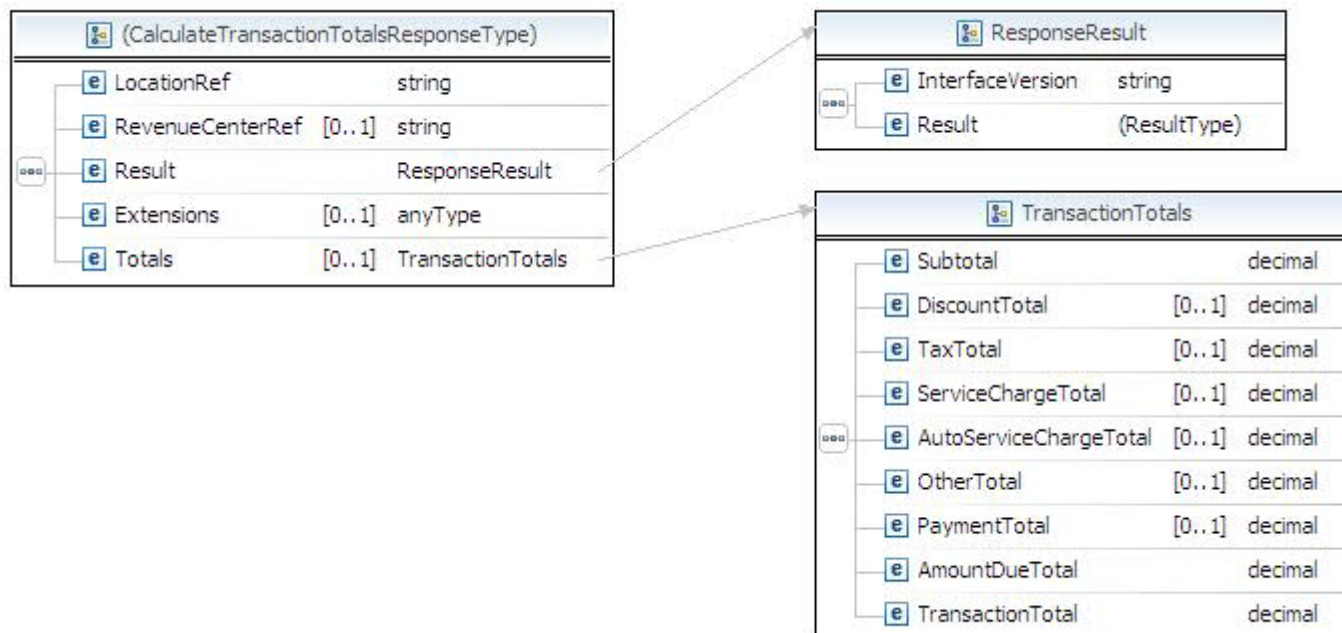 (CalculateTransactionTotalsResponseType)
LocationRef string
RevenueCenterRef [0..1] string
Result ResponseResult
Extensions [0..1] anyType
Totals [0..1] TransactionTotals
ResponseResult
InterfaceVersion string
Result (ResultType)
TransactionTotals
Subtotal decimal
DiscountTotal [0..1] decimal
TaxTotal [0..1] decimal
ServiceChargeTotal [0..1] decimal
AutoServiceChargeTotal [0..1] decimal
OtherTotal [0..1] decimal
PaymentTotal [0..1] decimal
AmountDueTotal decimal
TransactionTotal decimal